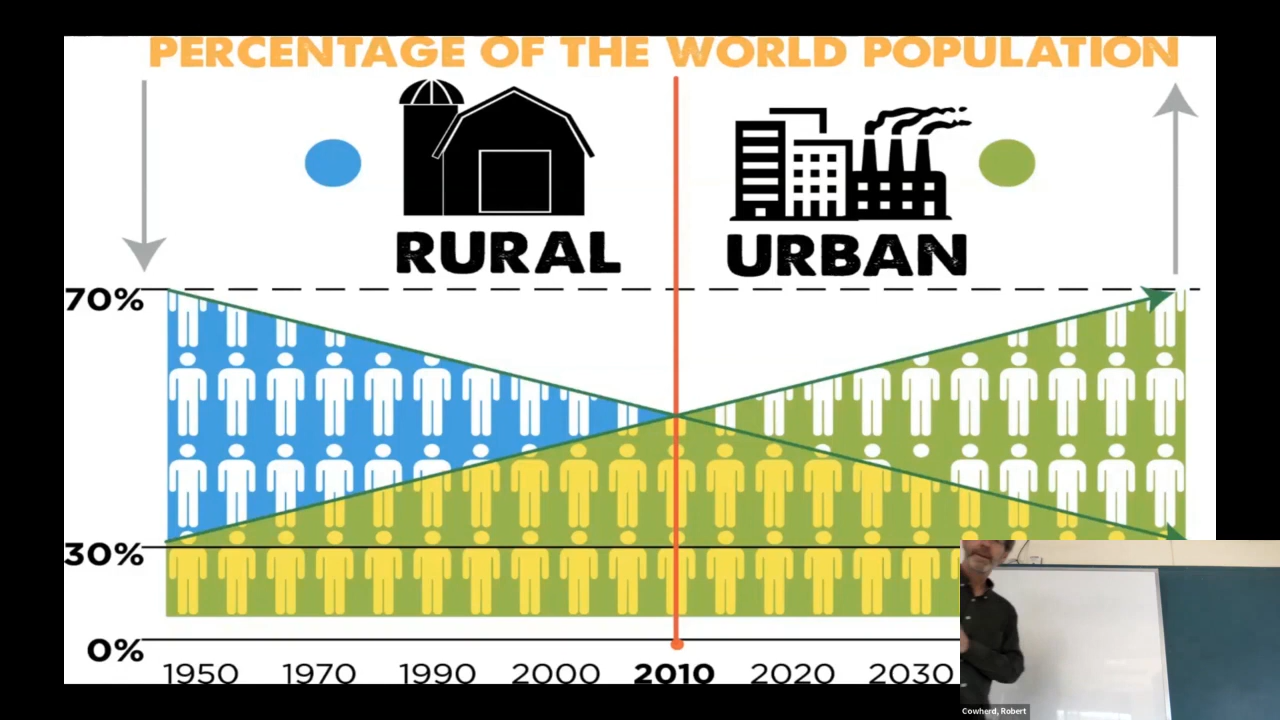 PERCENTAGE OF THE WORLD POPULATION
RURAL
URBAN
70%
30%
0%
1950 1970 1990 2000 2010 2020 2030
Cowherd, Robert